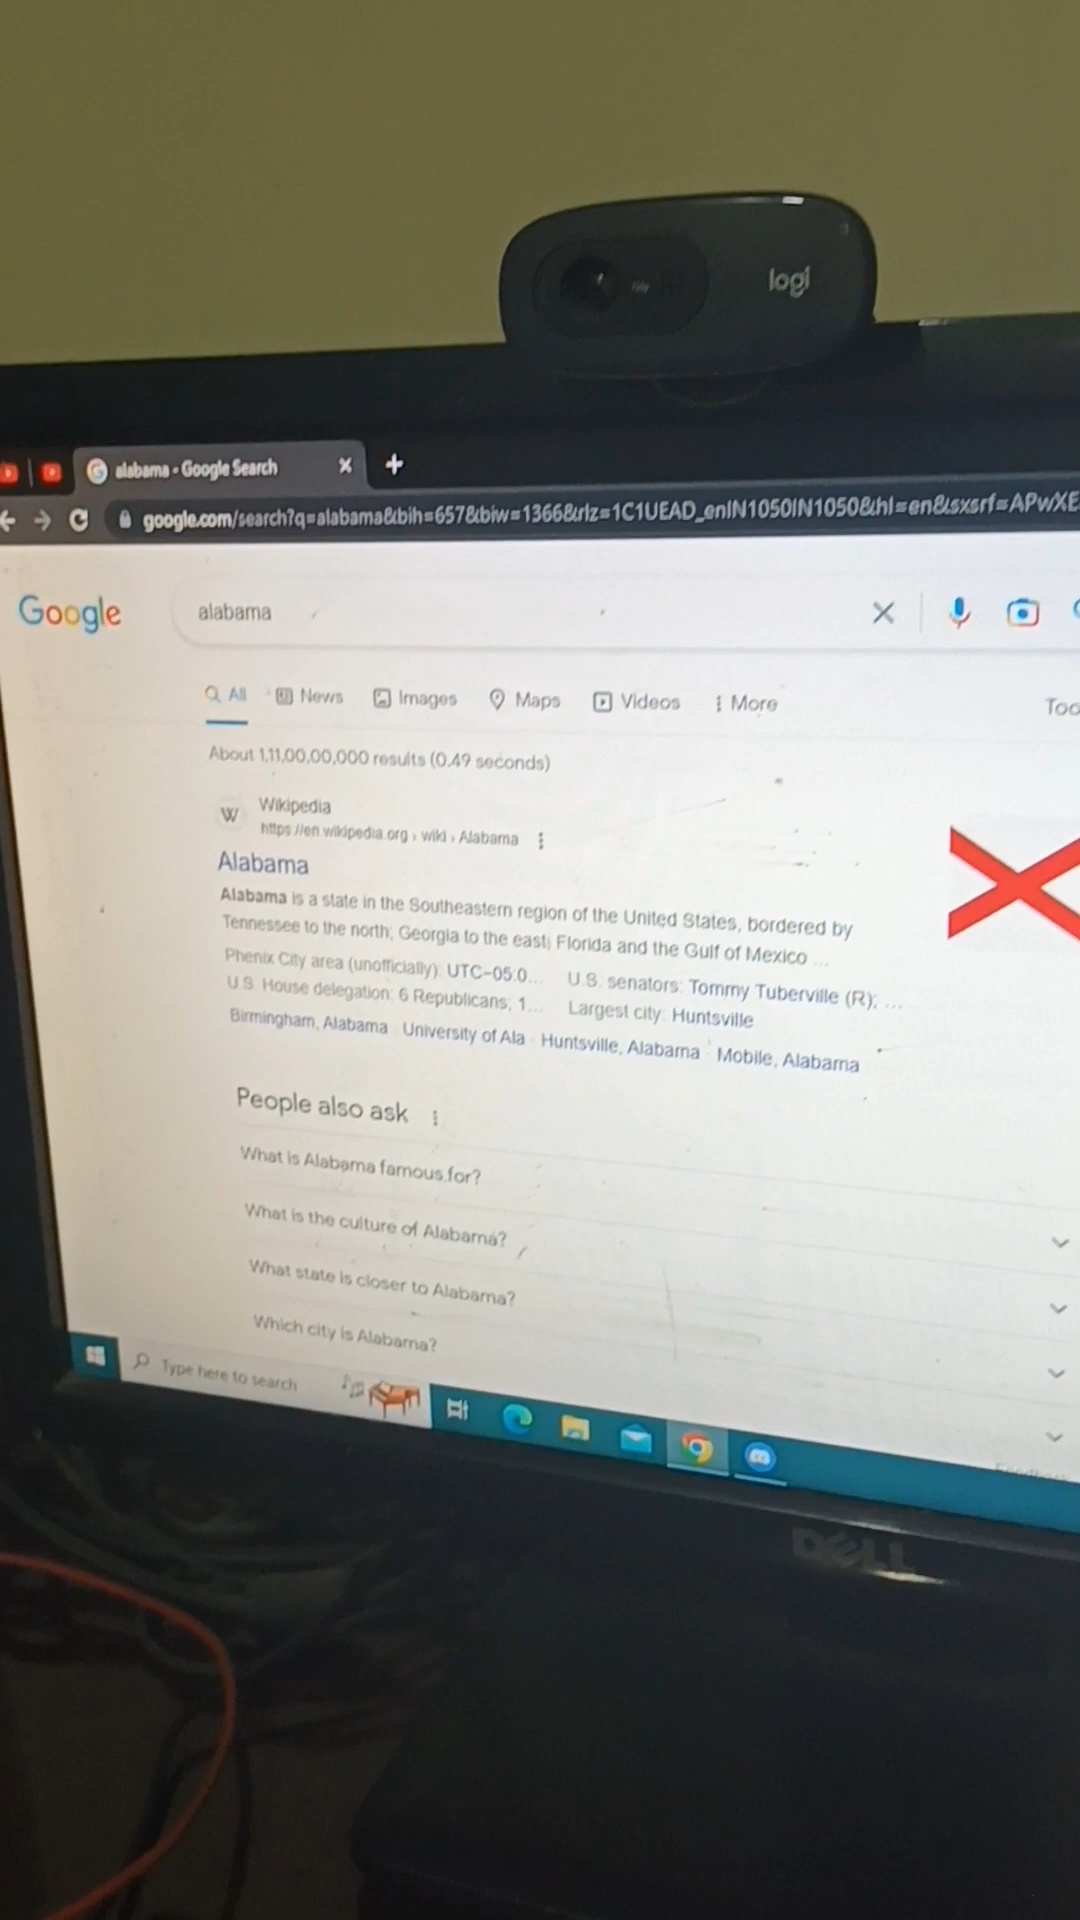 logi
alabama - Google Search
google.com/search?q=alabama&bih=657&biw=1366&rlz=1C1UEAD_enIN1050IN1050&hl=en&sxsrf=APwXE
Google
alabama
All News Images Maps Videos More
Too
About 1,11,00,00,000 results (0.49 seconds)
W
Wikipedia
https://en.wikipedia.org › wiki › Alabama
Alabama
Alabama is a state in the Southeastern region of the United States, bordered by
Tennessee to the north; Georgia to the east; Florida and the Gulf of Mexico ...
Phenix City area (unofficially): UTC−05:0... U.S. senators: Tommy Tuberville (R); ...
U.S. House delegation: 6 Republicans, 1... Largest city: Huntsville
Birmingham, Alabama · University of Ala · Huntsville, Alabama · Mobile, Alabama
People also ask
What is Alabama famous for?
What is the culture of Alabama?
What state is closer to Alabama?
Which city is Alabama?
Feedback
Type here to search
DELL